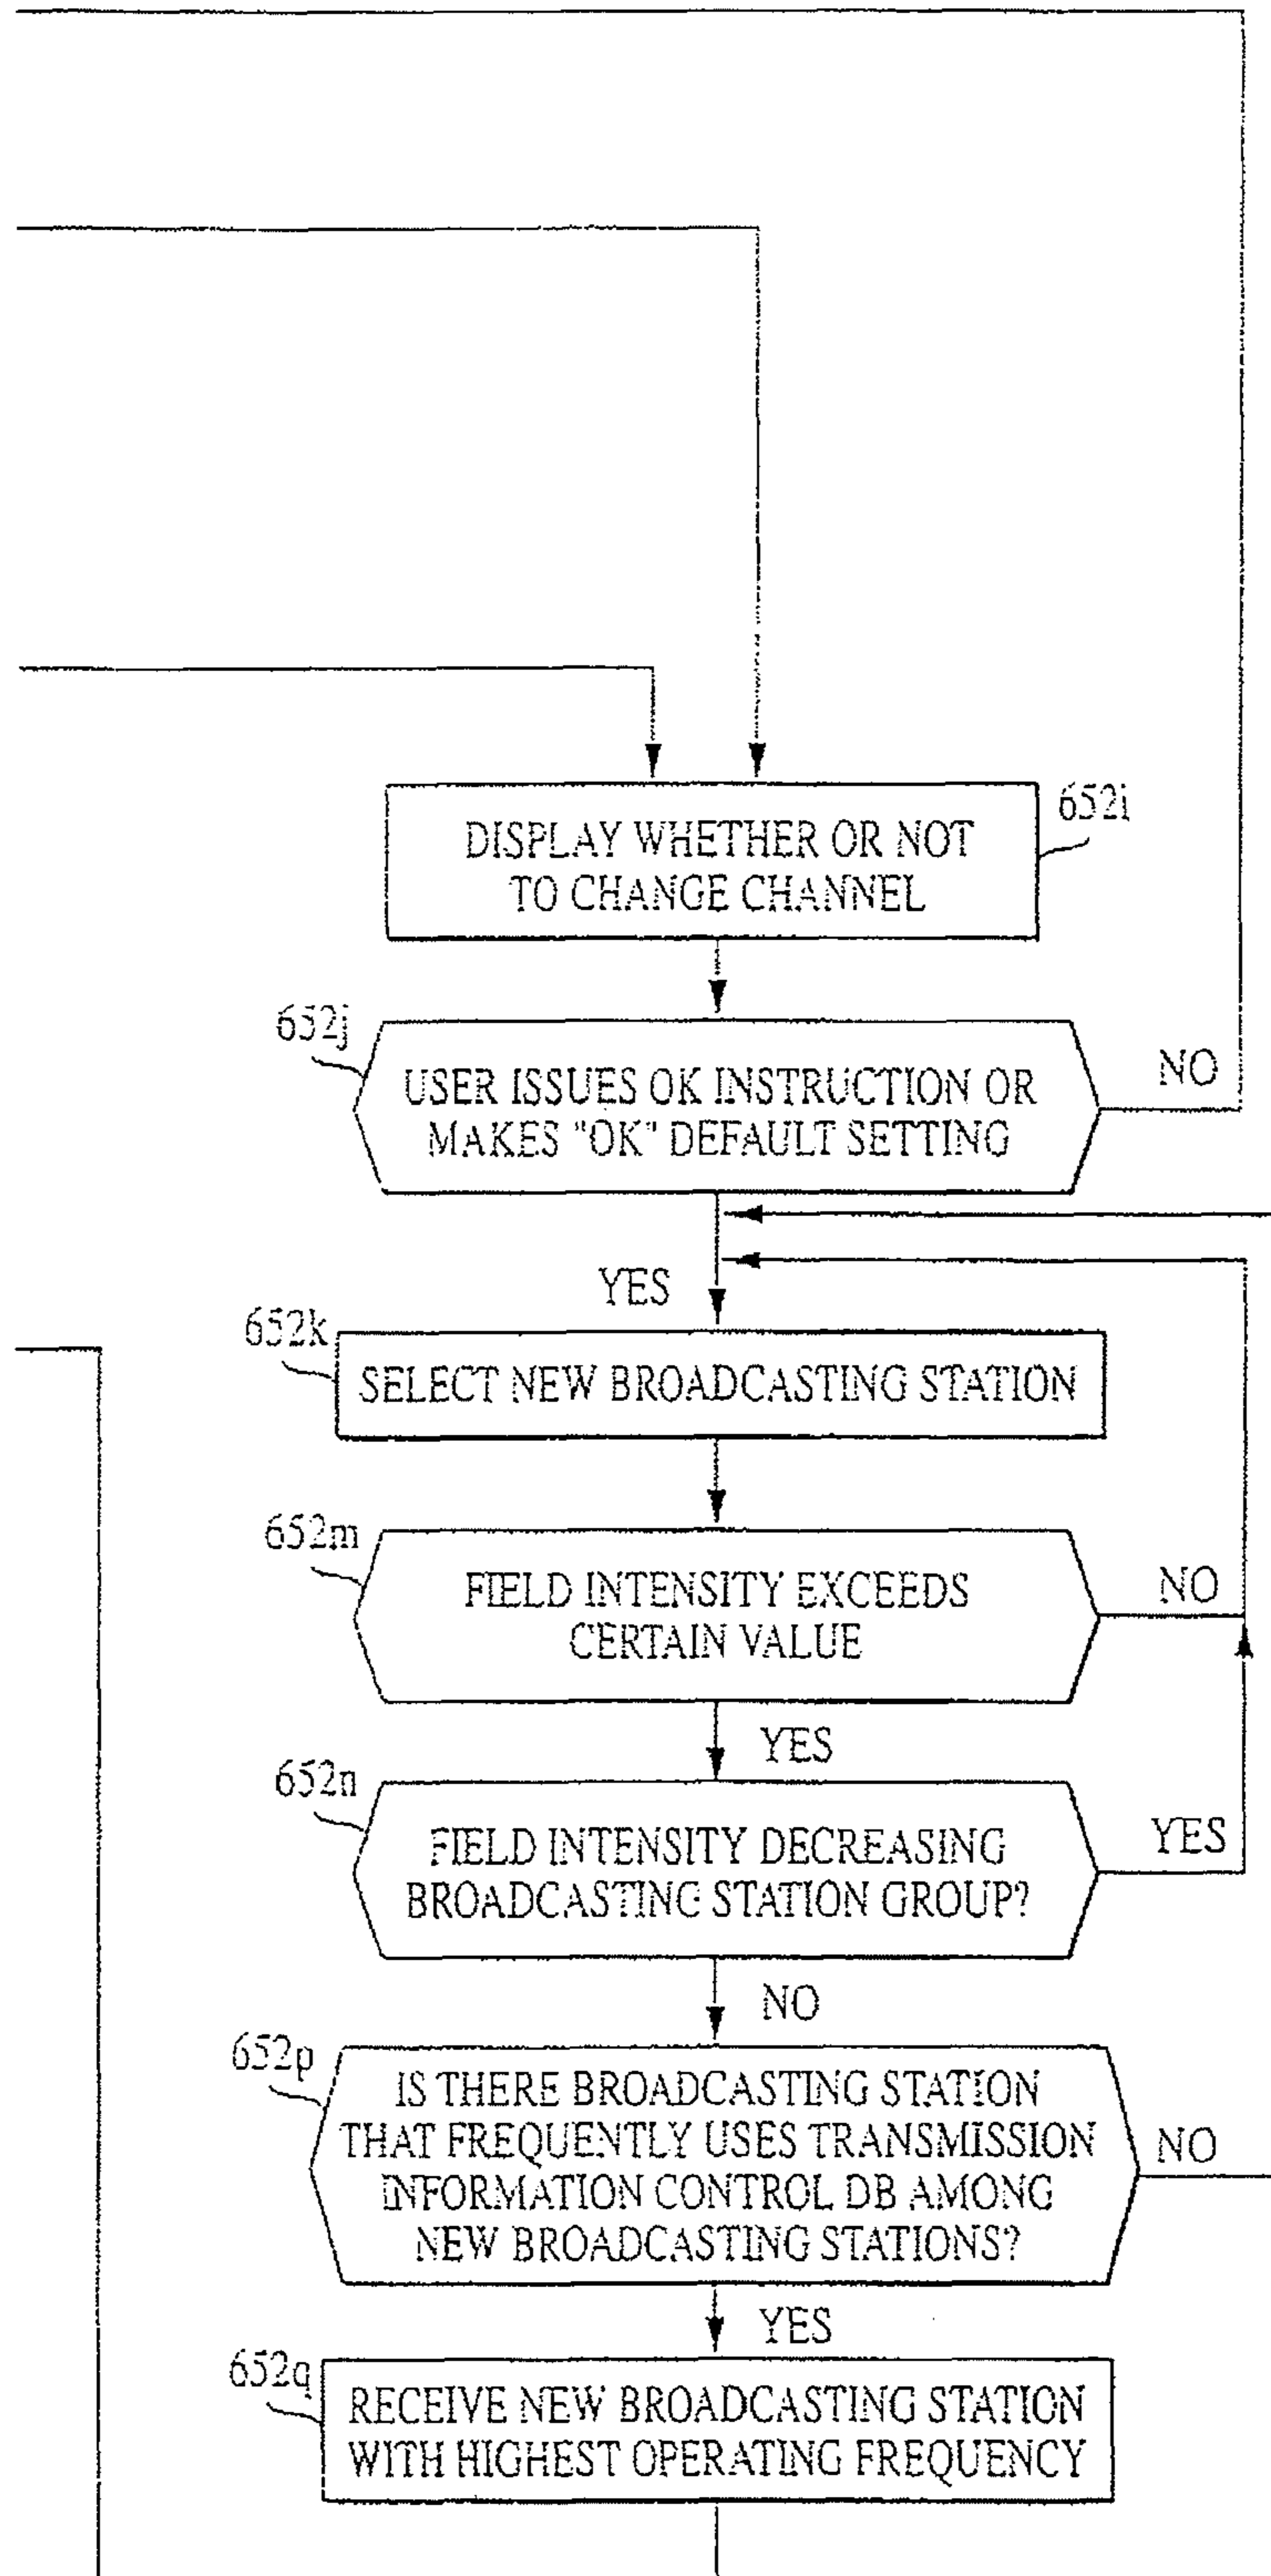 652i
DISPLAY WHETHER OR NOT
TO CHANGE CHANNEL
652j
USER ISSUES OK INSTRUCTION OR
MAKES "OK" DEFAULT SETTING
NO
YES
652k
SELECT NEW BROADCASTING STATION
652m
FIELD INTENSITY EXCEEDS
CERTAIN VALUE
NO
YES
652n
FIELD INTENSITY DECREASING
BROADCASTING STATION GROUP?
YES
NO
652p
IS THERE BROADCASTING STATION
THAT FREQUENTLY USES TRANSMISSION
INFORMATION CONTROL DB AMONG
NEW BROADCASTING STATIONS?
NO
YES
652q
RECEIVE NEW BROADCASTING STATION
WITH HIGHEST OPERATING FREQUENCY